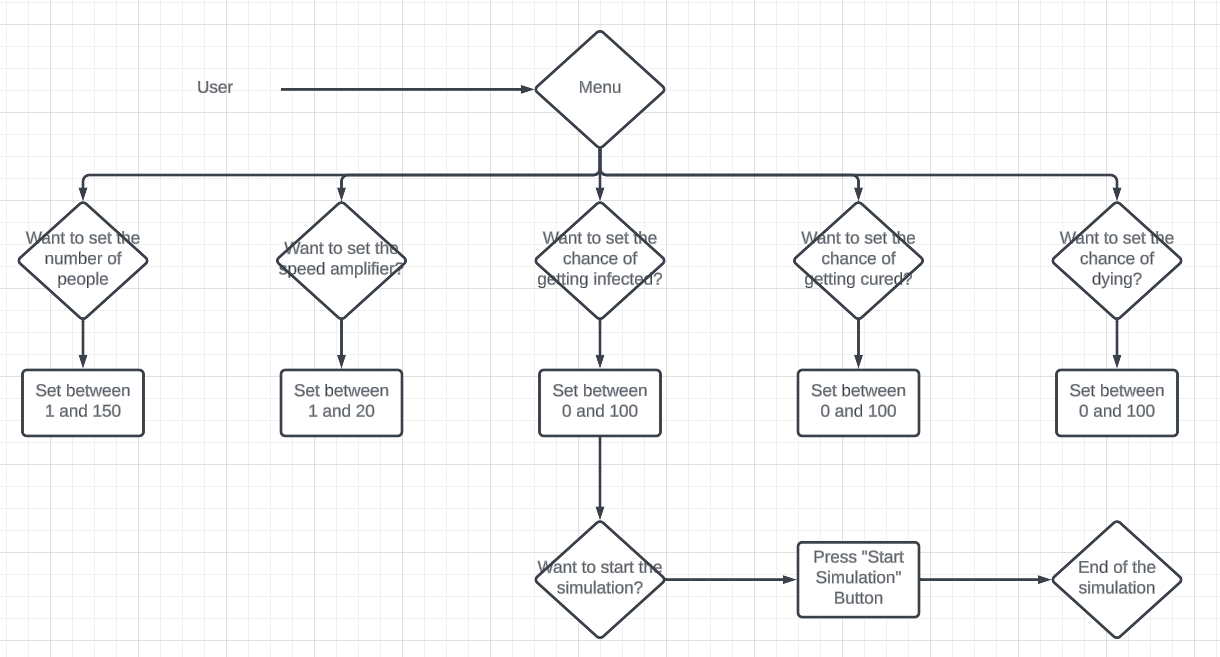 User
Menu
Want to set the
number of
people
Want to set the
speed amplifier?
Want to set the
chance of
getting infected?
Want to set the
chance of
getting cured?
Want to set the
chance of
dying?
Set between
1 and 150
Set between
1 and 20
Set between
0 and 100
Set between
0 and 100
Set between
0 and 100
Want to start the
simulation?
Press "Start
Simulation"
Button
End of the
simulation